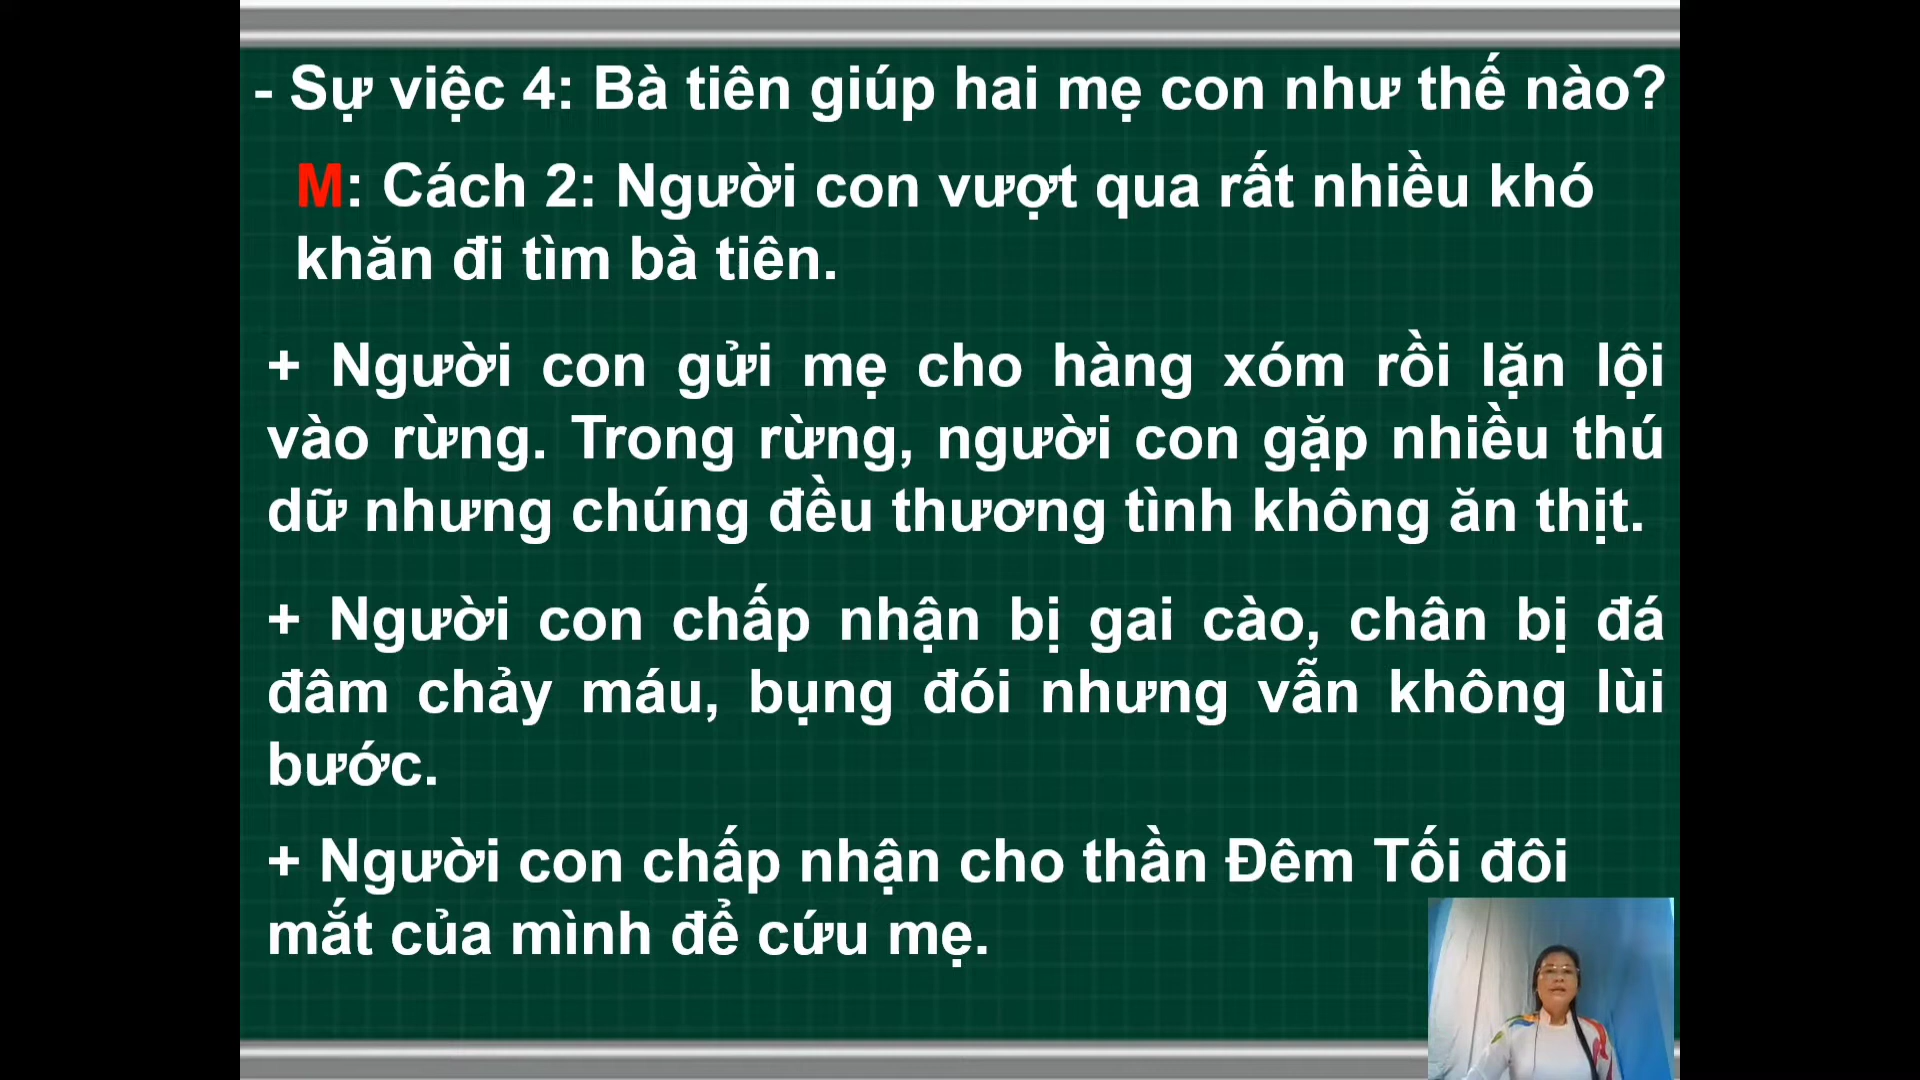 - Sự việc 4: Bà tiên giúp hai mẹ con như thế nào?
M: Cách 2: Người con vượt qua rất nhiều khó
khăn đi tìm bà tiên.
+ Người con gửi mẹ cho hàng xóm rồi lặn lội
vào rừng. Trong rừng, người con gặp nhiều thú
dữ nhưng chúng đều thương tình không ăn thịt.
+ Người con chấp nhận bị gai cào, chân bị đá
đâm chảy máu, bụng đói nhưng vẫn không lùi
bước.
+ Người con chấp nhận cho thần Đêm Tối đôi
mắt của mình để cứu mẹ.